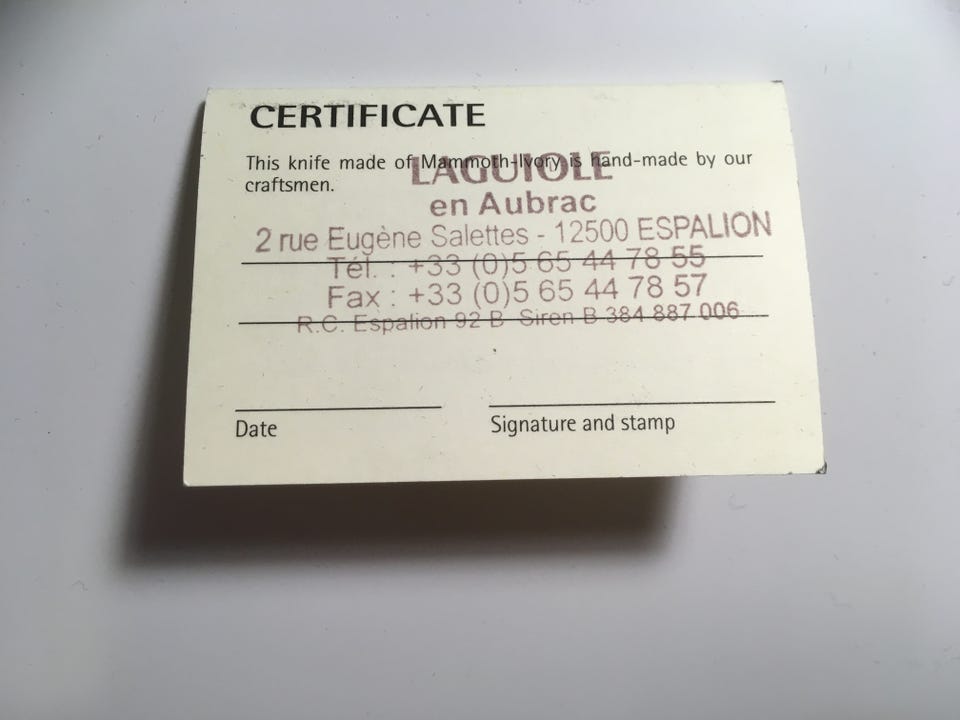 CERTIFICATE
This knife made of Mammoth-Ivory is hand-made by our
craftsmen.
LAGUIOLE
en Aubrac
2 rue Eugène Salettes - 12500 ESPALION
Tél. : +33 (0)5 65 44 78 55
Fax : +33 (0)5 65 44 78 57
R.C. Espalion 92 B Siren B 384 887 006
Date
Signature and stamp